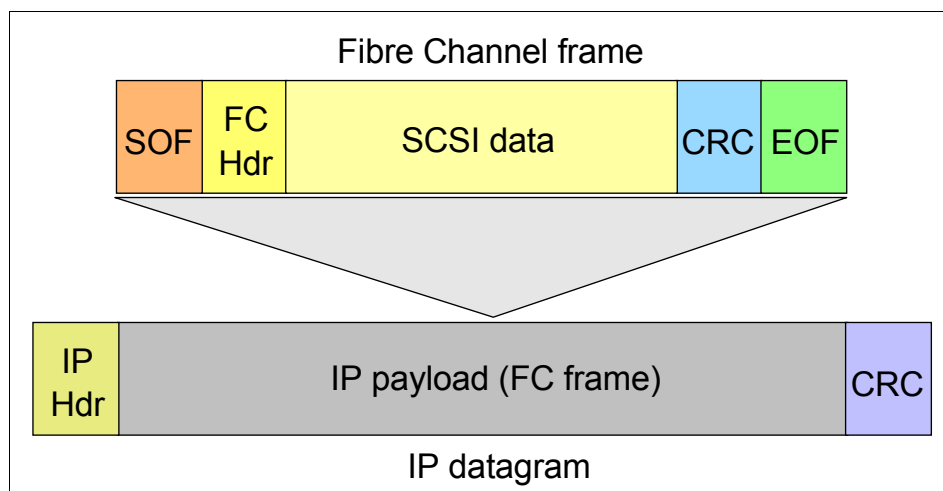 Fibre Channel frame
SOF
FC
Hdr
SCSI data
CRC
EOF
IP
Hdr
IP payload (FC frame)
CRC
IP datagram